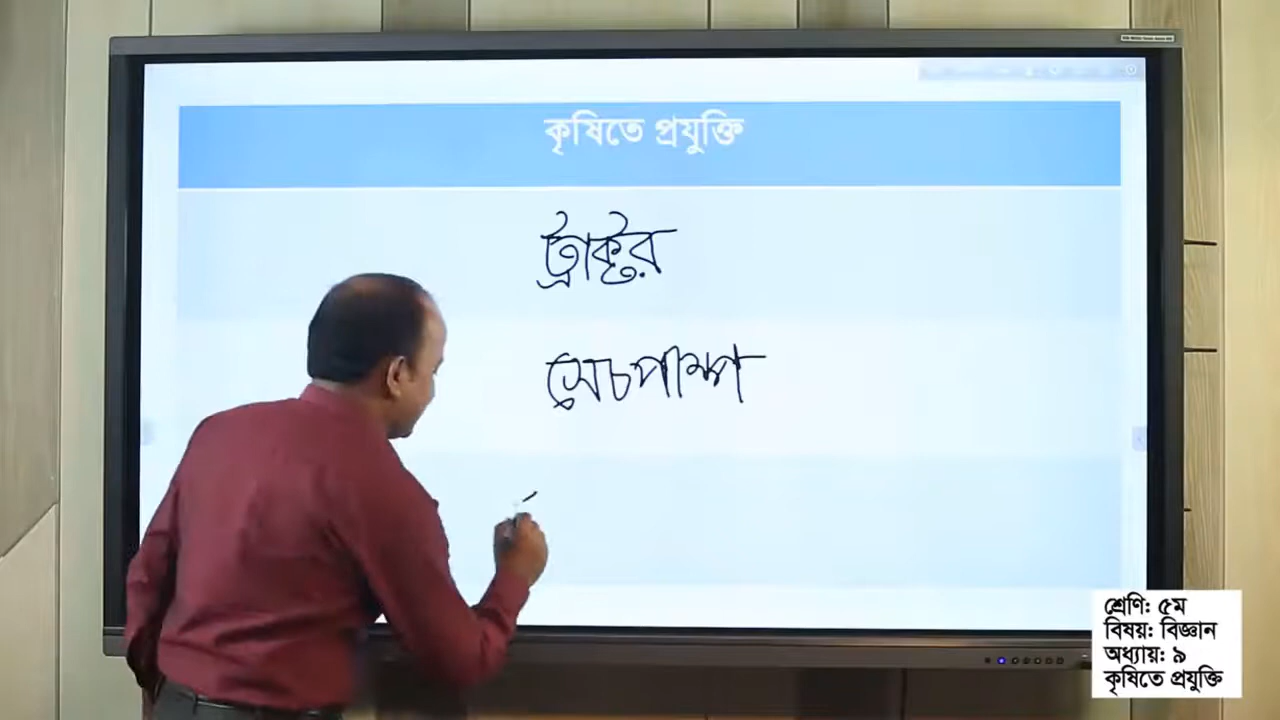 কৃষিতে প্রযুক্তি
ট্রাক্টর
সেচপাম্প
শ্রেণি: ৫ম
বিষয়: বিজ্ঞান
অধ্যায়: ৯
কৃষিতে প্রযুক্তি